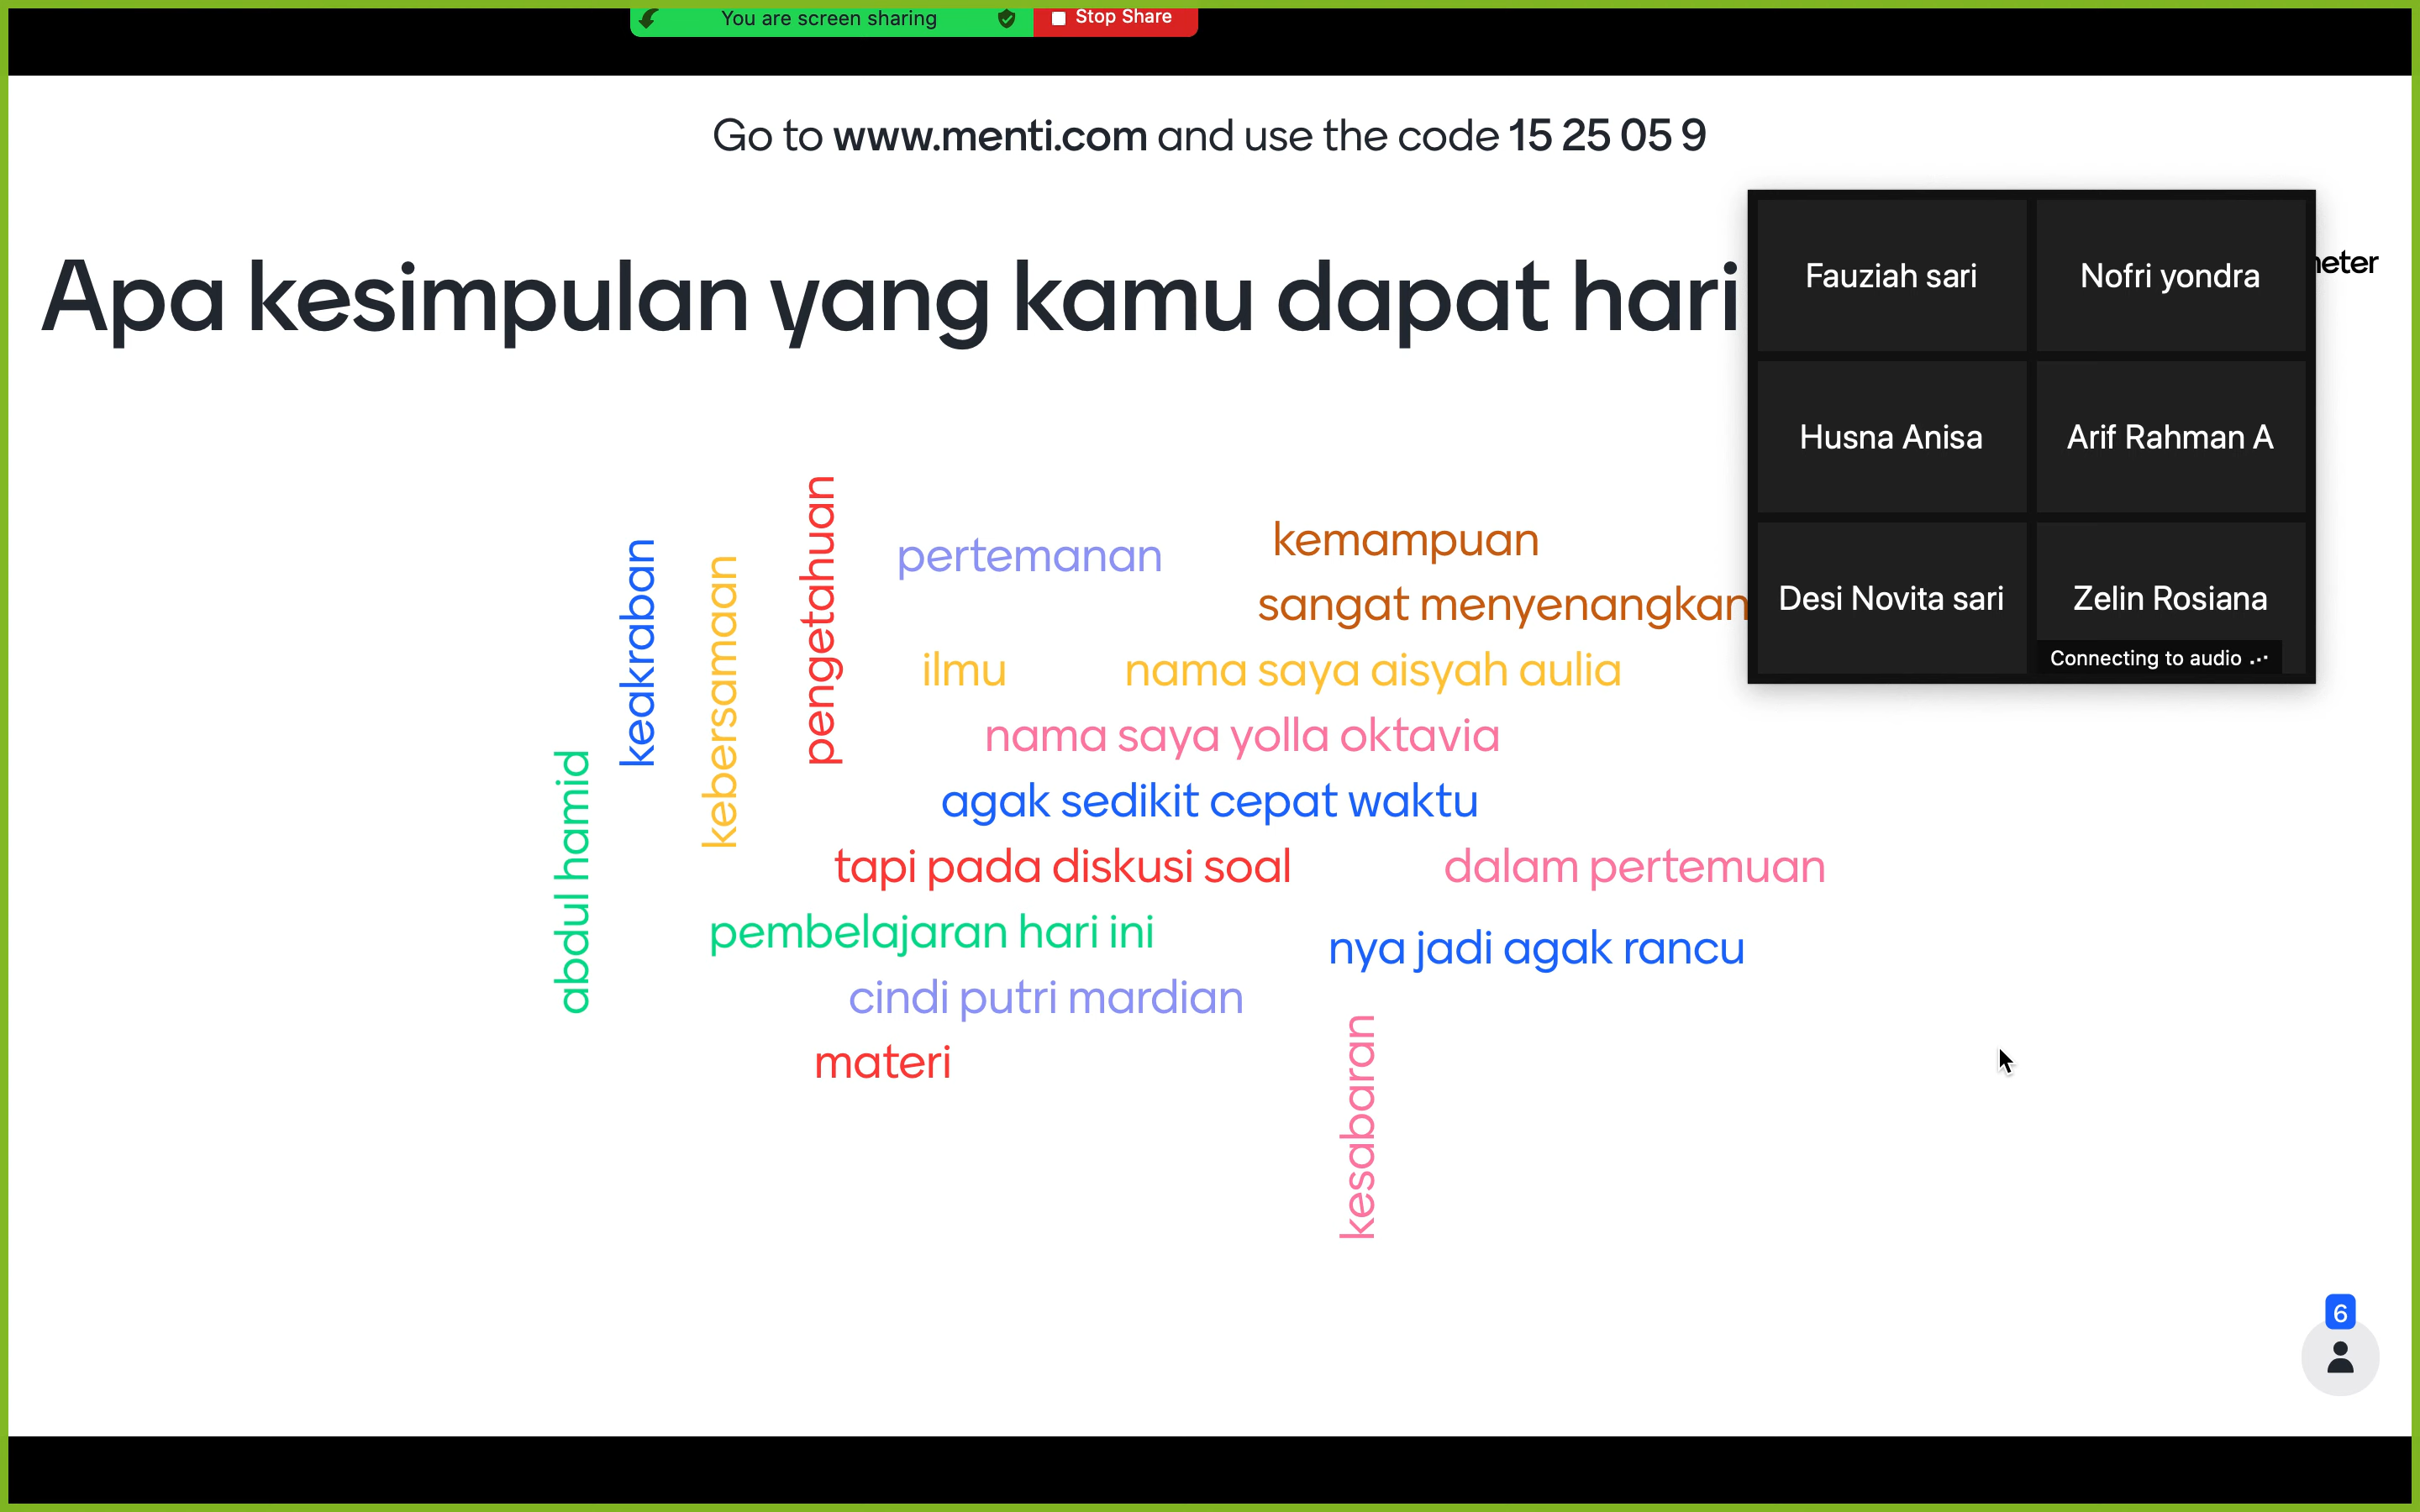 You are screen sharing
Stop Share
Go to www.menti.com and use the code 15 25 05 9
Apa kesimpulan yang kamu dapat hari
Fauziah sari
Nofri yondra
Husna Anisa
Arif Rahman A
Desi Novita sari
Zelin Rosiana
Connecting to audio
abdul hamid
keakraban
kebersamaan
pengetahuan
pertemanan
kemampuan
sangat menyenangkan
ilmu
nama saya aisyah aulia
nama saya yolla oktavia
agak sedikit cepat waktu
tapi pada diskusi soal
dalam pertemuan
pembelajaran hari ini
nya jadi agak rancu
cindi putri mardian
materi
kesabaran
6